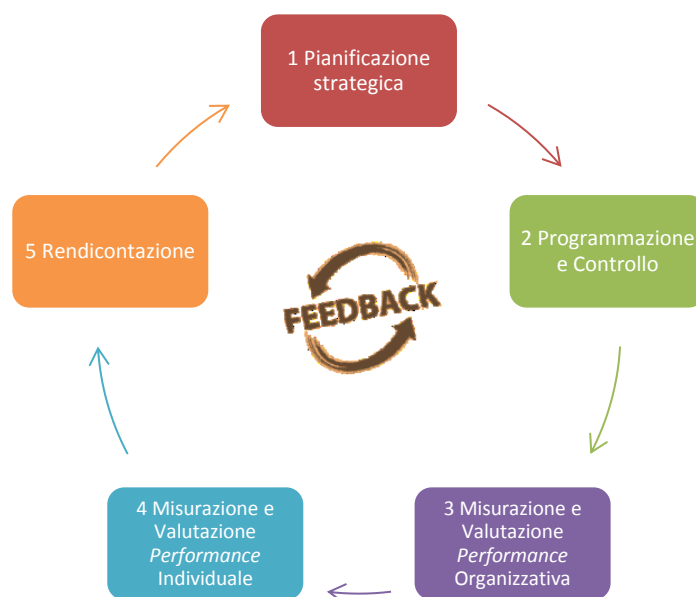 1 Pianificazione
strategica
2 Programmazione
e Controllo
3 Misurazione e
Valutazione
Performance
Organizzativa
4 Misurazione e
Valutazione
Performance
Individuale
5 Rendicontazione
FEEDBACK